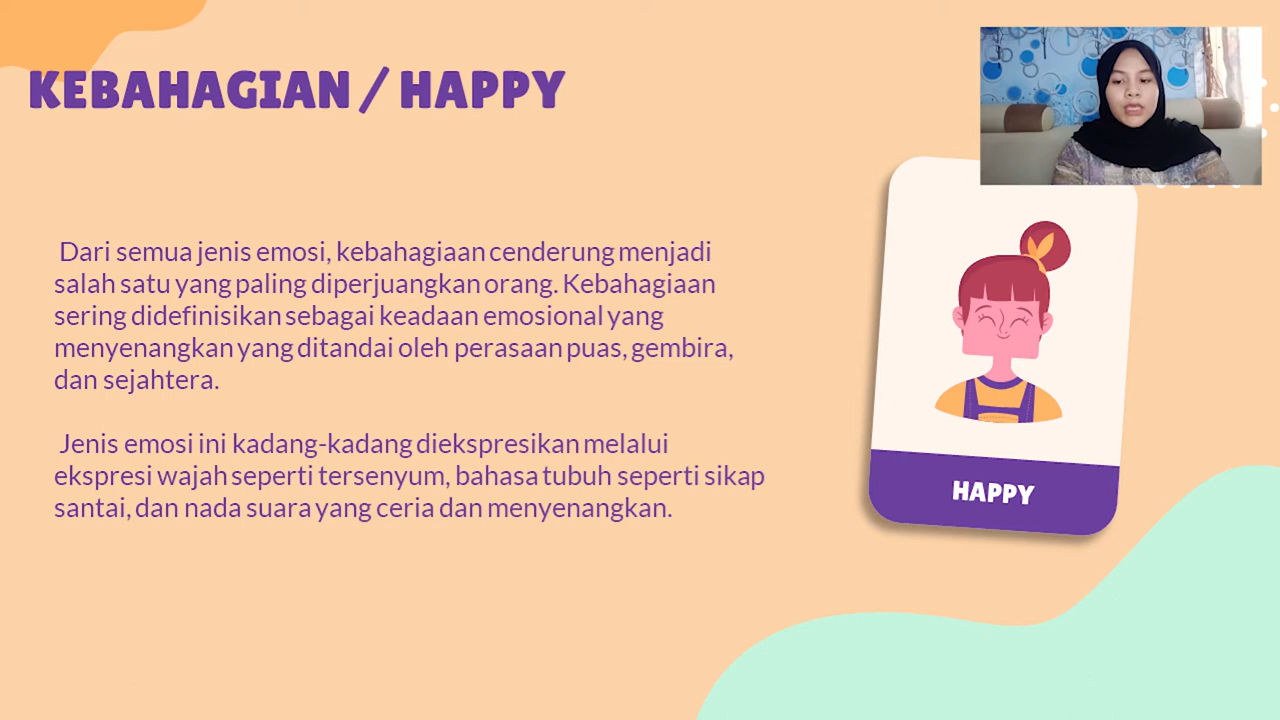 KEBAHAGIAN / HAPPY
Dari semua jenis emosi, kebahagiaan cenderung menjadi
salah satu yang paling diperjuangkan orang. Kebahagiaan
sering didefinisikan sebagai keadaan emosional yang
menyenangkan yang ditandai oleh perasaan puas, gembira,
dan sejahtera.
Jenis emosi ini kadang-kadang diekspresikan melalui
ekspresi wajah seperti tersenyum, bahasa tubuh seperti sikap
santai, dan nada suara yang ceria dan menyenangkan.
HAPPY